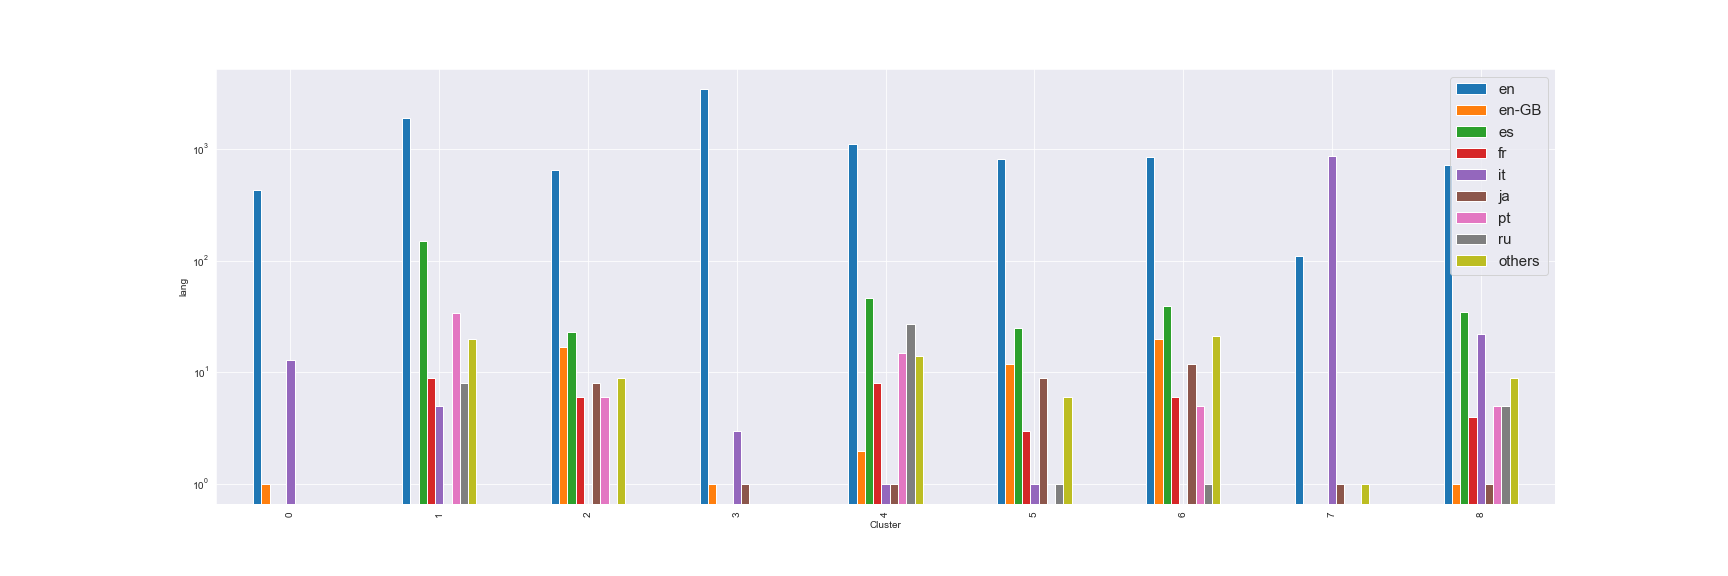 en
en-GB
es
fr
it
ja
pt
ru
others
10³
10²
10¹
10⁰
lang
0 1 2 3 4 5 6 7 8
Cluster